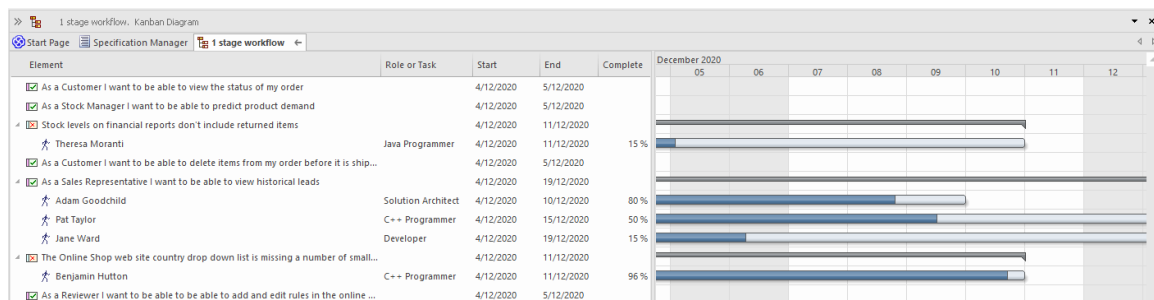 1 stage workflow. Kanban Diagram
Start Page Specification Manager 1 stage workflow
Element Role or Task Start End Complete December 2020
05 06 07 08 09 10 11 12
As a Customer I want to be able to view the status of my order 4/12/2020 5/12/2020
As a Stock Manager I want to be able to predict product demand 4/12/2020 5/12/2020
Stock levels on financial reports don't include returned items 4/12/2020 11/12/2020
Theresa Moranti Java Programmer 4/12/2020 11/12/2020 15 %
As a Customer I want to be able to delete items from my order before it is ship... 4/12/2020 5/12/2020
As a Sales Representative I want to be able to view historical leads 4/12/2020 19/12/2020
Adam Goodchild Solution Architect 4/12/2020 10/12/2020 80 %
Pat Taylor C++ Programmer 4/12/2020 15/12/2020 50 %
Jane Ward Developer 4/12/2020 19/12/2020 15 %
The Online Shop web site country drop down list is missing a number of small... 4/12/2020 11/12/2020
Benjamin Hutton C++ Programmer 4/12/2020 11/12/2020 96 %
As a Reviewer I want to be able to be able to add and edit rules in the online ... 4/12/2020 5/12/2020